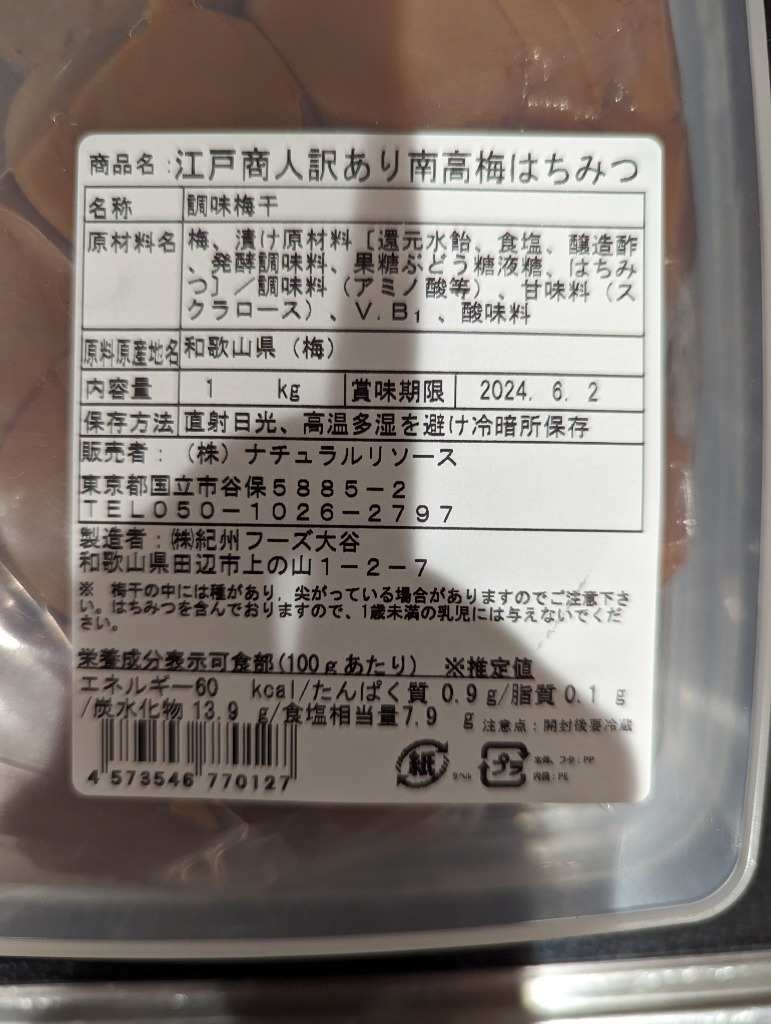 商品名：江戸商人訳あり南高梅はちみつ
名称 調味梅干
原材料名 梅、漬け原材料［還元水飴、食塩、醸造酢
、発酵調味料、果糖ぶどう糖液糖、はちみ
つ］／調味料（アミノ酸等）、甘味料（ス
クラロース）、V.B₁、酸味料
原料原産地名 和歌山県（梅）
内容量 1 kg 賞味期限 2024. 6. 2
保存方法 直射日光、高温多湿を避け冷暗所保存
販売者：（株）ナチュラルリソース
東京都国立市谷保５８８５－２
ＴＥＬ０５０－１０２６－２７９７
製造者：㈱紀州フーズ大谷
和歌山県田辺市上の山１－２－７
※ 梅干の中には種があり、尖がっている場合がありますのでご注意下さ
い。はちみつを含んでおりますので、1歳未満の乳児には与えないでくだ
さい。
栄養成分表示可食部(100gあたり) ※推定値
エネルギー60 kcal/たんぱく質 0.9g/脂質 0.1 g
/炭水化物 13.9 g/食塩相当量7.9 g 注意点：開封後要冷蔵
4 573546 770127
紙 ラベル プラ 本体、フタ：PP
内袋：PE